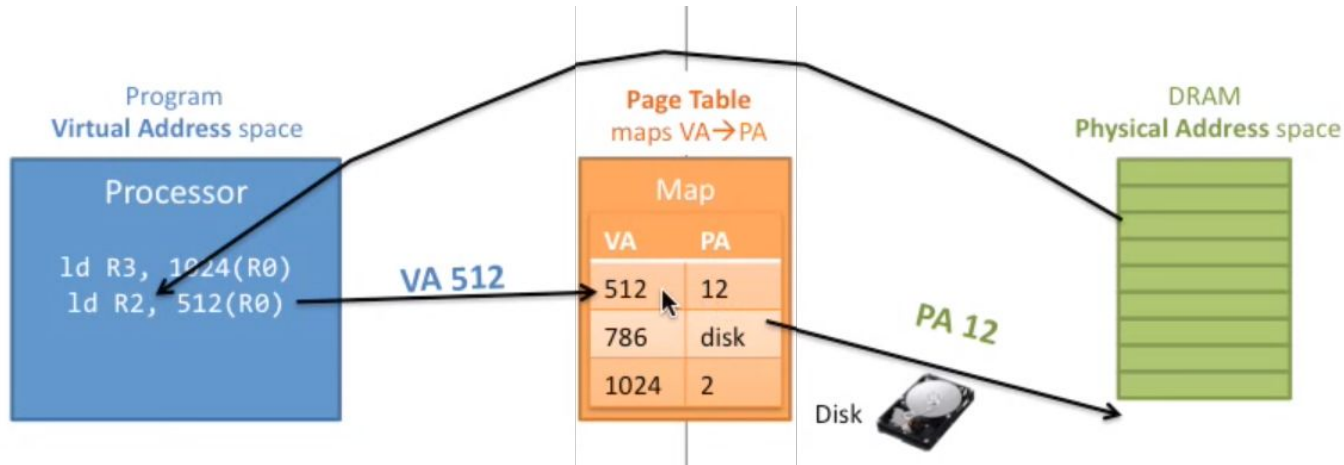 Program
Virtual Address space
Page Table
maps VA→PA
DRAM
Physical Address space
Processor
ld R3, 1024(R0)
ld R2, 512(R0)
VA 512
Map
VA PA
512 12
786 disk
1024 2
PA 12
Disk